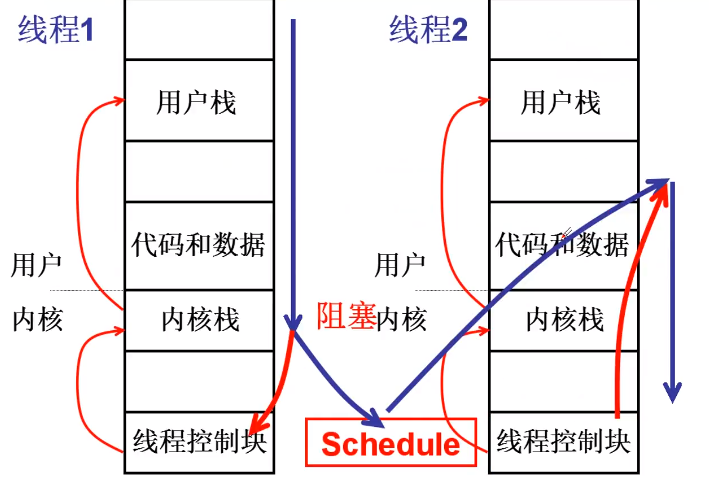 线程1
用户栈
代码和数据
用户
内核
内核栈
线程控制块
阻塞
Schedule
线程2
用户栈
代码和数据
用户
内核
内核栈
线程控制块